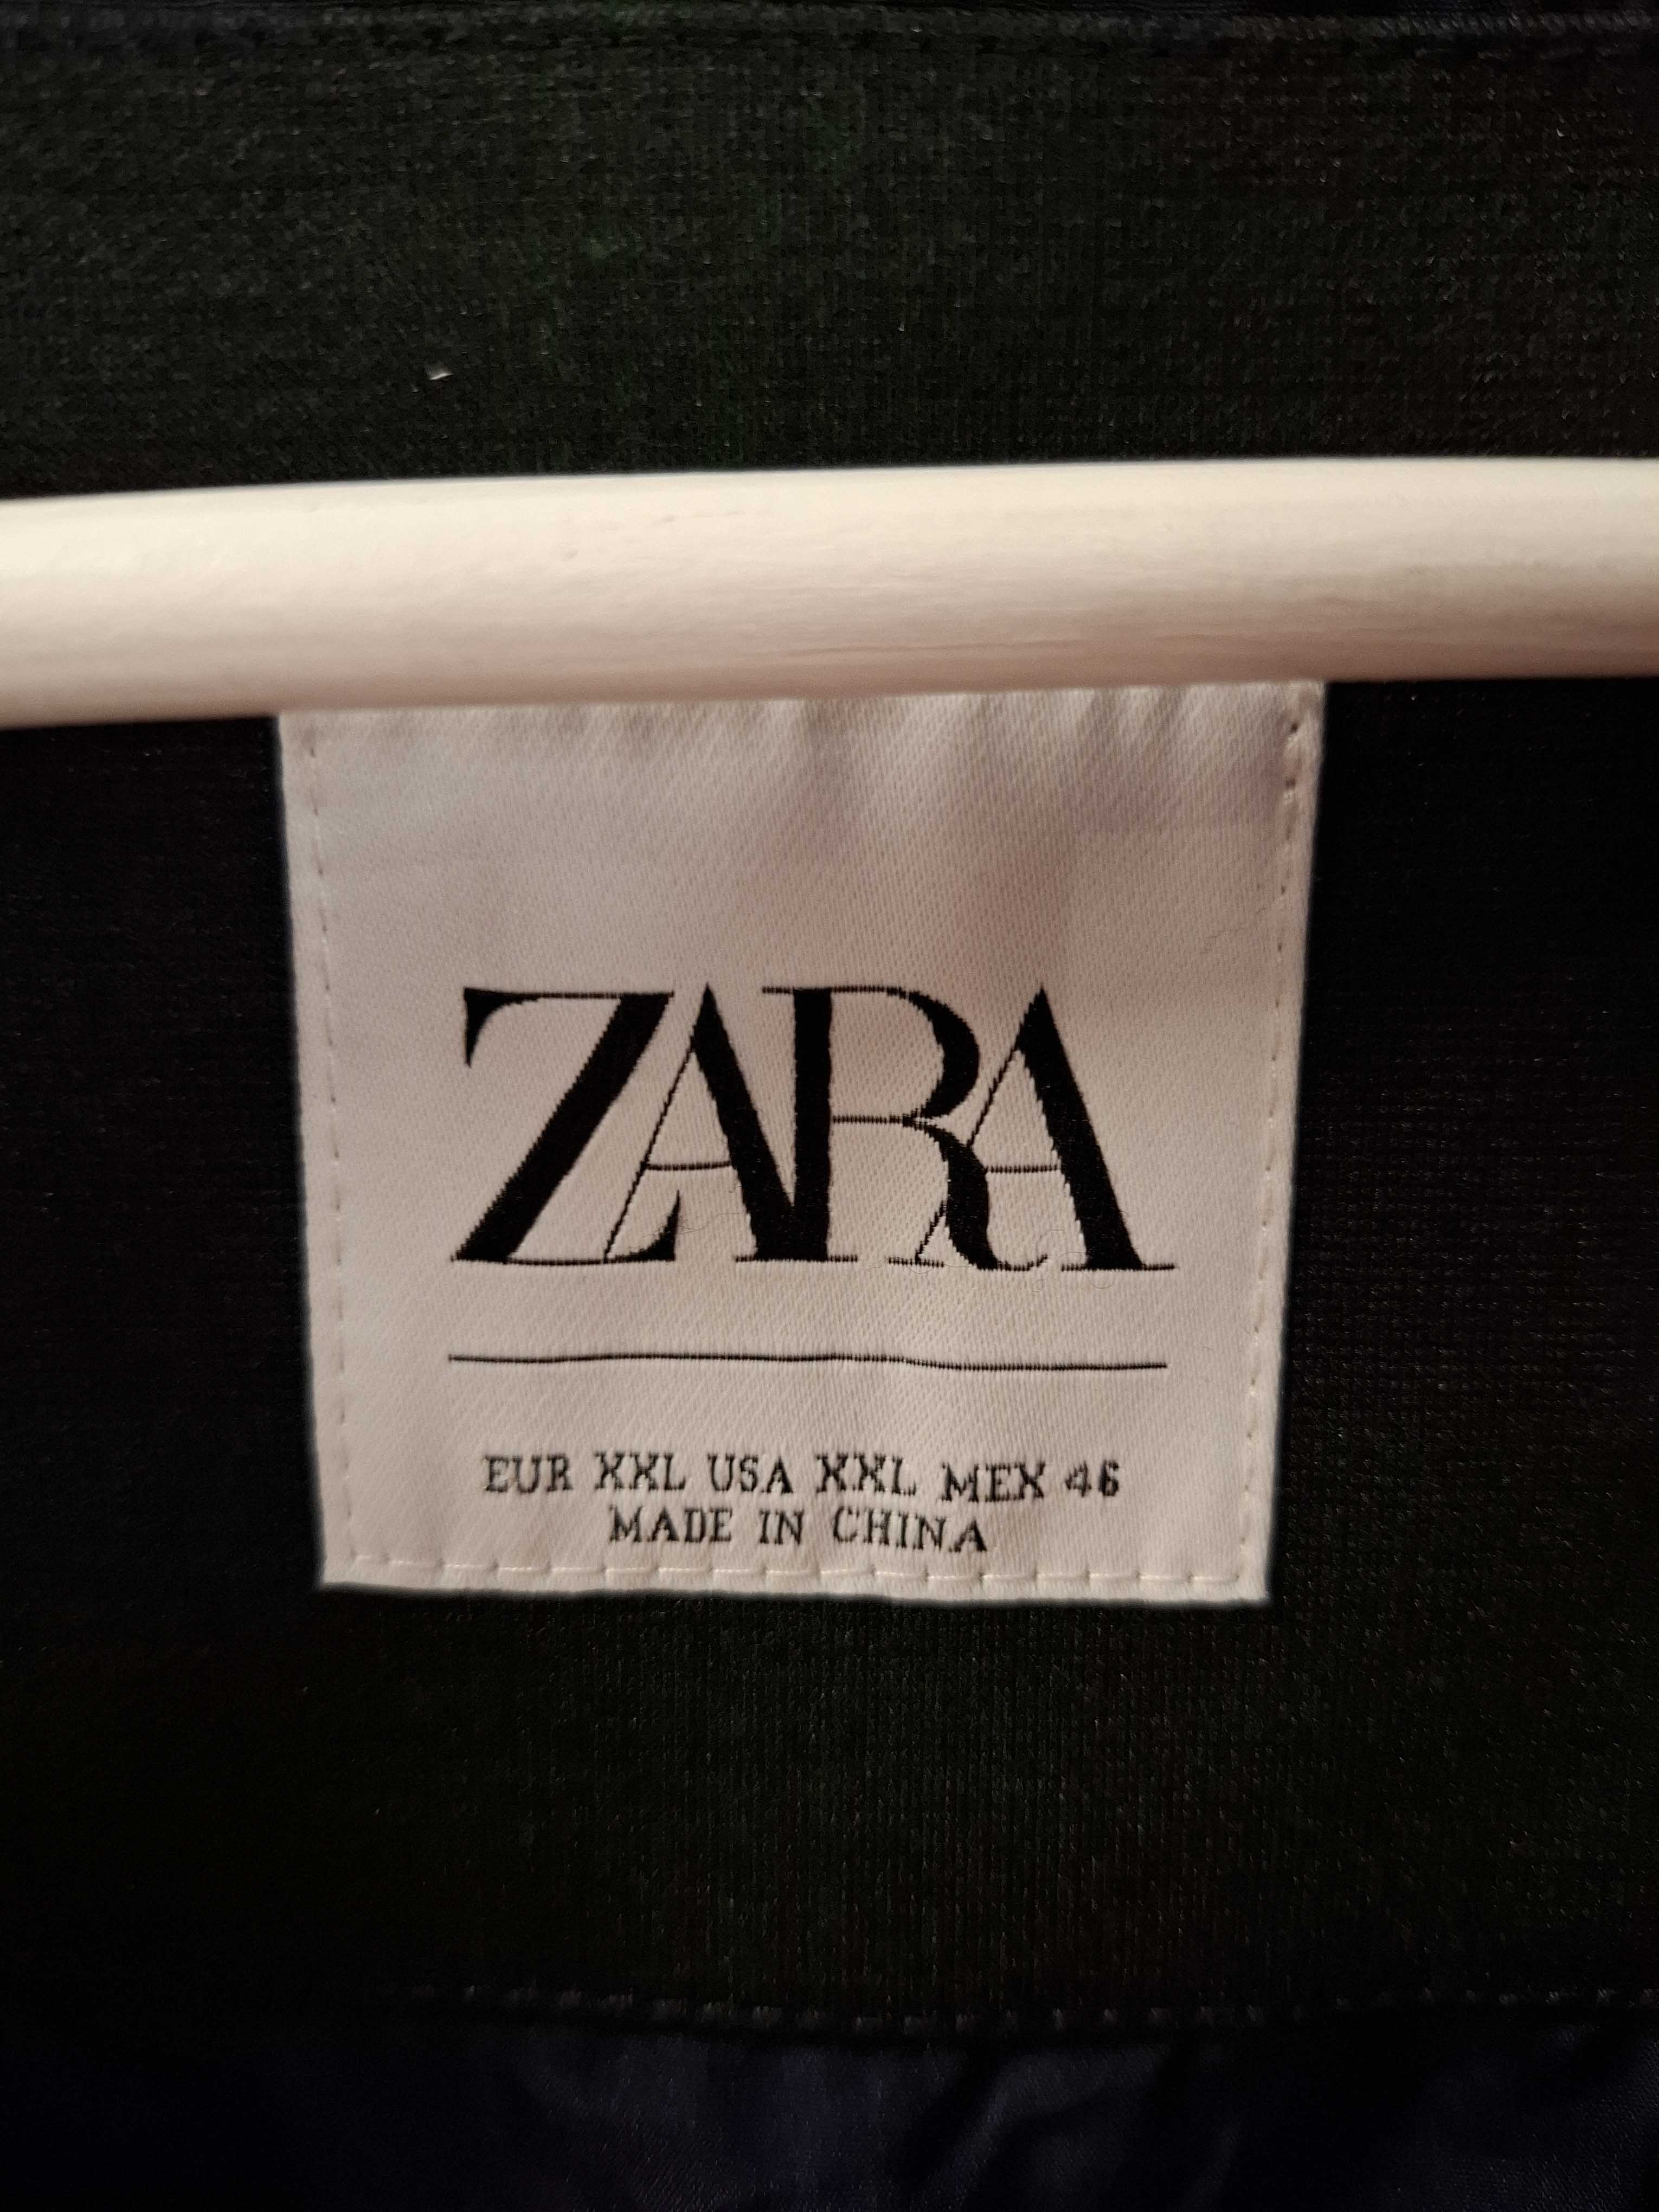 ZARA
EUR XXL USA XXL MEX 46
MADE IN CHINA